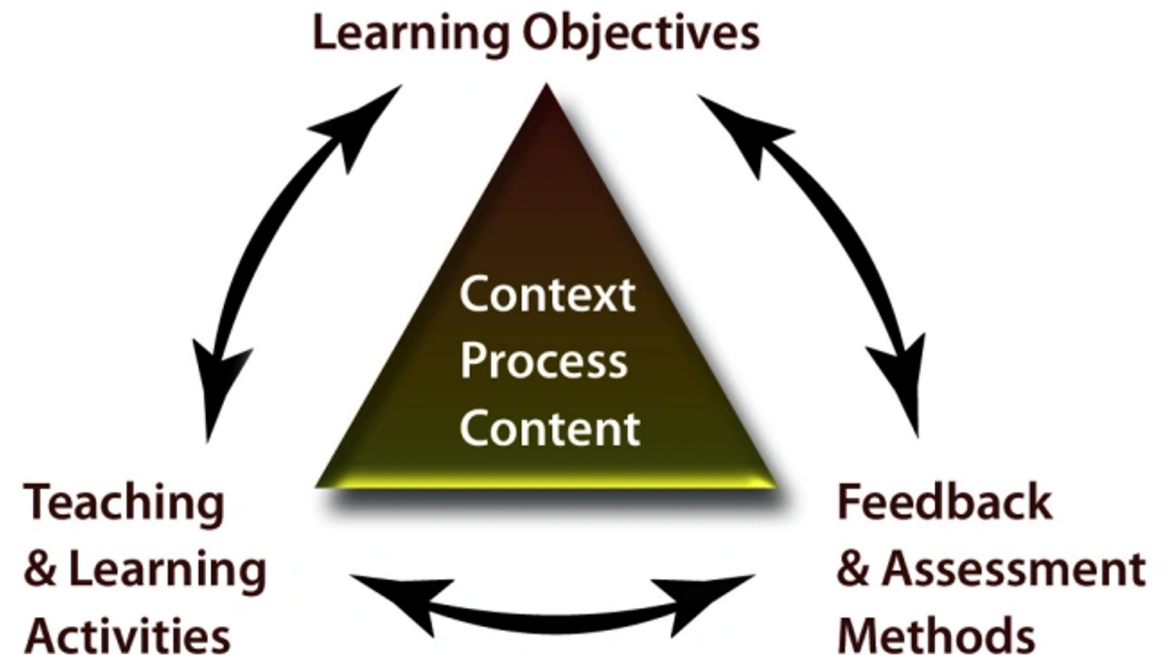 Learning Objectives
Context
Process
Content
Teaching
& Learning
Activities
Feedback
& Assessment
Methods